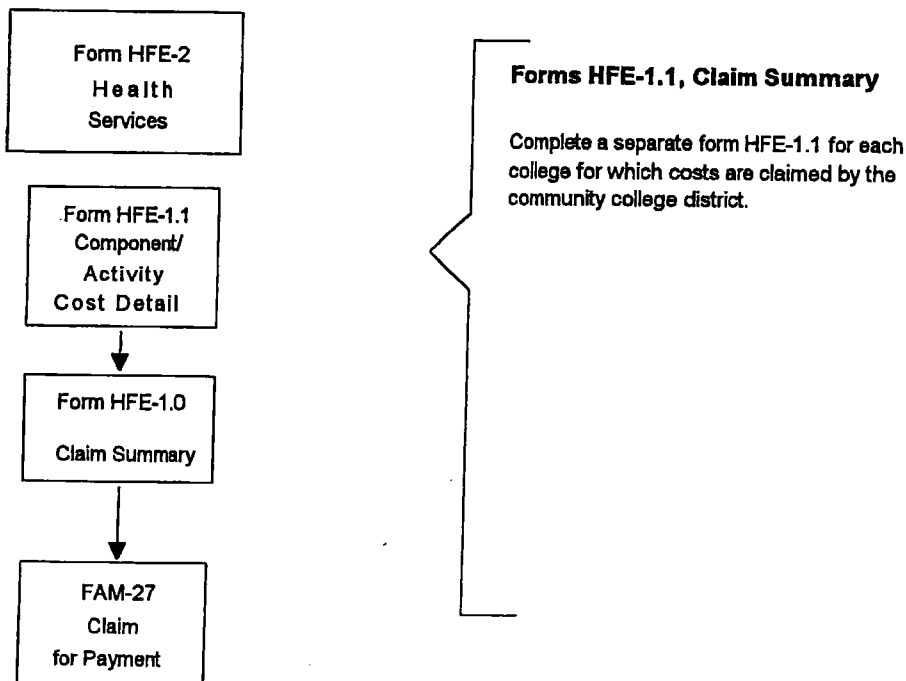 Form HFE-2
Health
Services
Form HFE-1.1
Component/
Activity
Cost Detail
Form HFE-1.0
Claim Summary
FAM-27
Claim
for Payment
Forms HFE-1.1, Claim Summary
Complete a separate form HFE-1.1 for each
college for which costs are claimed by the
community college district.